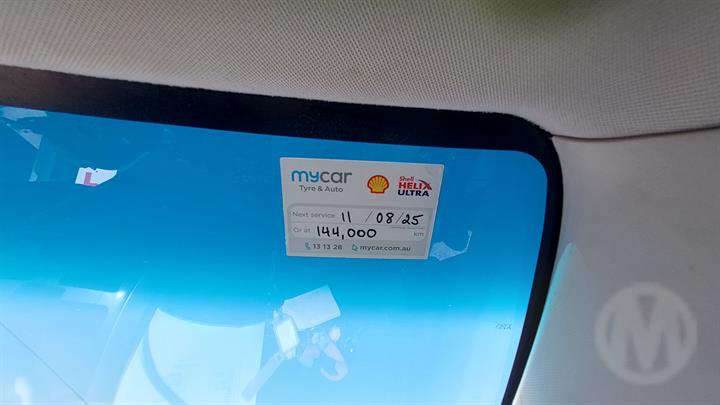 mycar
Tyre & Auto
Shell
HELIX
ULTRA
Next service 11 / 08 / 25
Or at 144,000 km
13 13 28 mycar.com.au
L
M